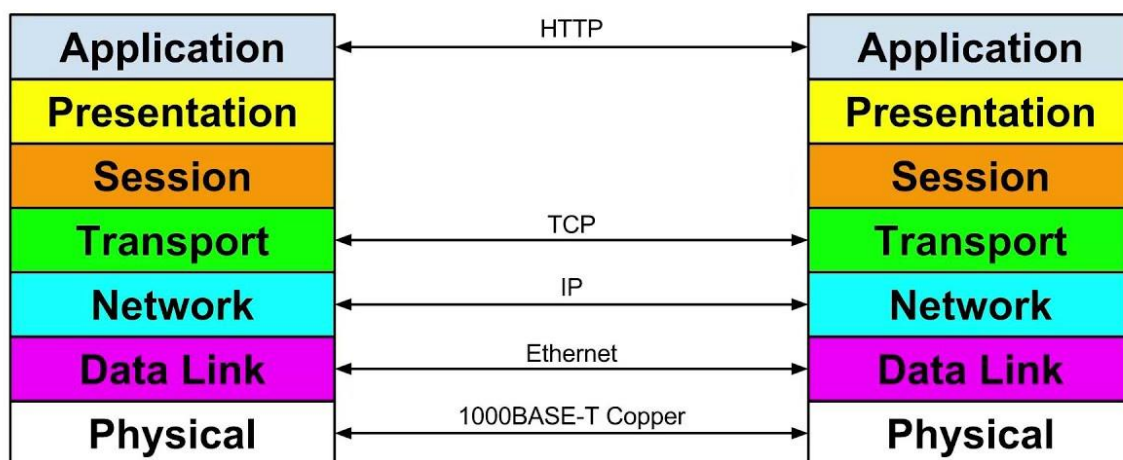 Application HTTP Application
Presentation Presentation
Session Session
Transport TCP Transport
Network IP Network
Data Link Ethernet Data Link
Physical 1000BASE-T Copper Physical